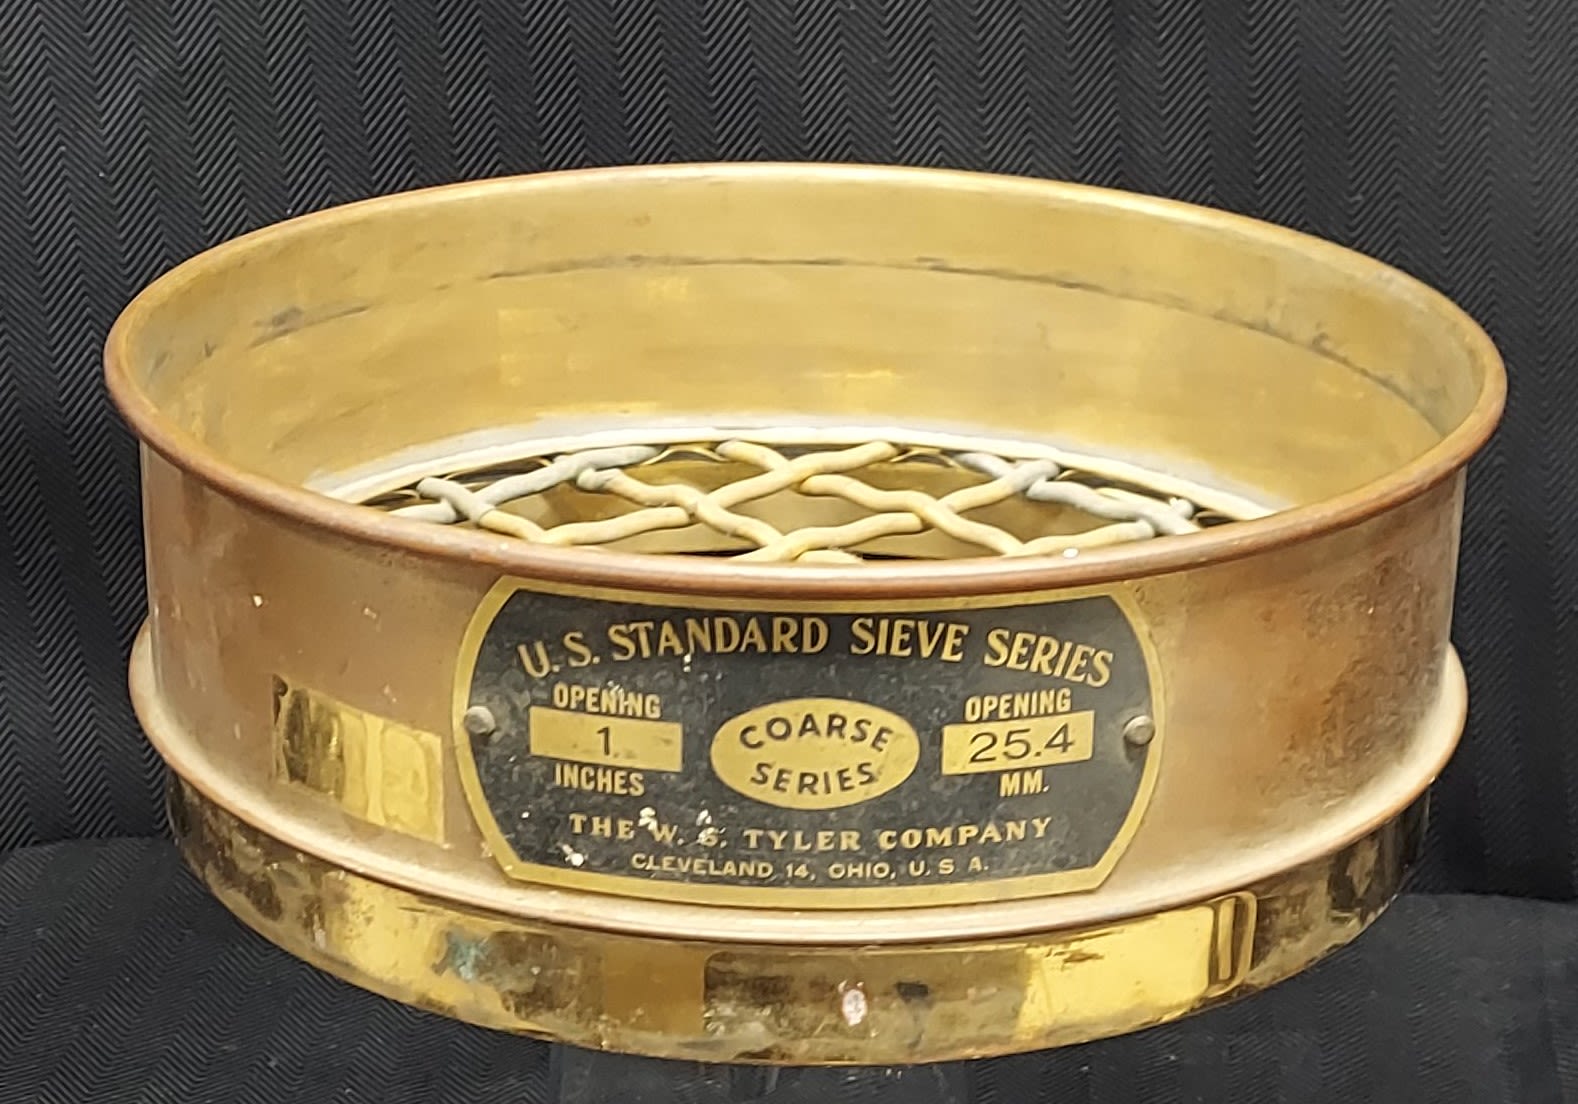 U.S. STANDARD SIEVE SERIES
OPENING
1
INCHES
COARSE
SERIES
OPENING
25.4
MM.
THE W. S. TYLER COMPANY
CLEVELAND 14, OHIO, U. S A.